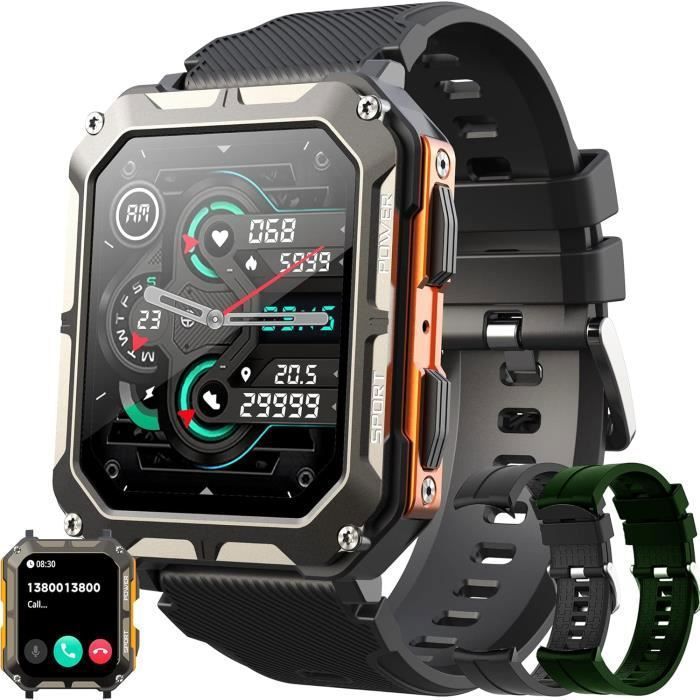 AM
068
5999
S
S
F
T
W
T
M
23
20.5
29999
POWER
SPORT
08:30
1380013800
Call...
POWER
SPORT